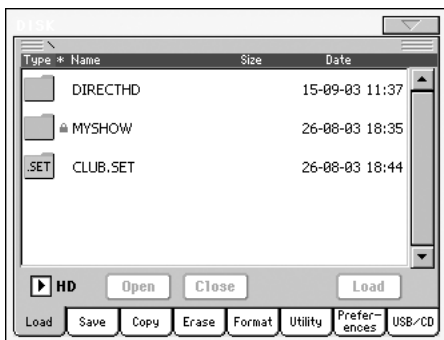 DISK
Type * Name Size Date
DIRECTHD 15-09-03 11:37
MYSHOW 26-08-03 18:35
.SET CLUB.SET 26-08-03 18:44
HD Open Close Load
Load Save Copy Erase Format Utility Prefer-ences USB/CD